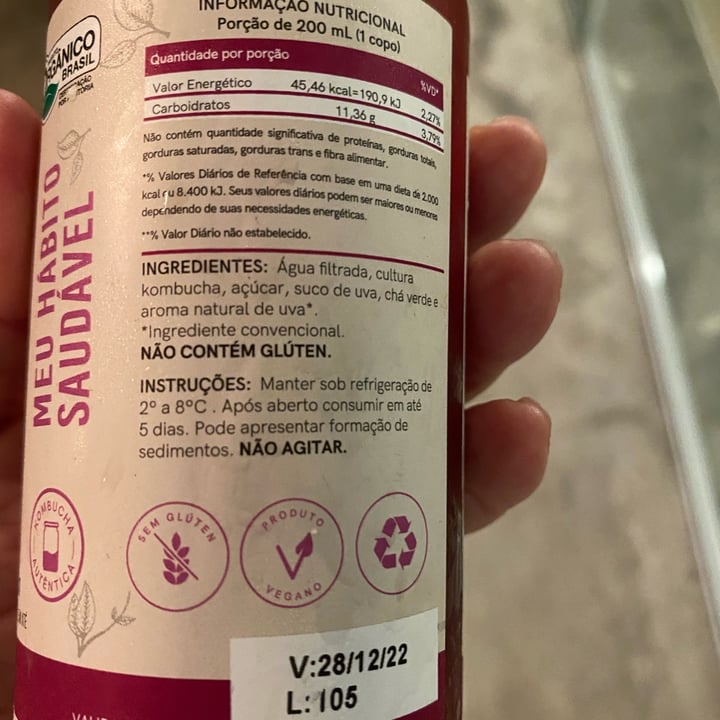 INFORMAÇÃO NUTRICIONAL
Porção de 200 mL (1 copo)
Quantidade por porção %VD*
Valor Energético 45,46 kcal=190,9 kJ 2,27%
Carboidratos 11,36 g 3,79%
Não contém quantidade significativa de proteínas, gorduras totais,
gorduras saturadas, gorduras trans e fibra alimentar.
*% Valores Diários de Referência com base em uma dieta de 2.000
kcal ou 8.400 kJ. Seus valores diários podem ser maiores ou menores
dependendo de suas necessidades energéticas.
**% Valor Diário não estabelecido.
INGREDIENTES: Água filtrada, cultura
kombucha, açúcar, suco de uva, chá verde e
aroma natural de uva*.
*Ingrediente convencional.
NÃO CONTÉM GLÚTEN.
INSTRUÇÕES: Manter sob refrigeração de
2º a 8ºC . Após aberto consumir em até
5 dias. Pode apresentar formação de
sedimentos. NÃO AGITAR.
MEU HÁBITO
SAUDÁVEL
BRASIL
KOMBUCHA
AUTÊNTICA
SEM GLÚTEN
PRODUTO
VEGANO
V:28/12/22
L: 105